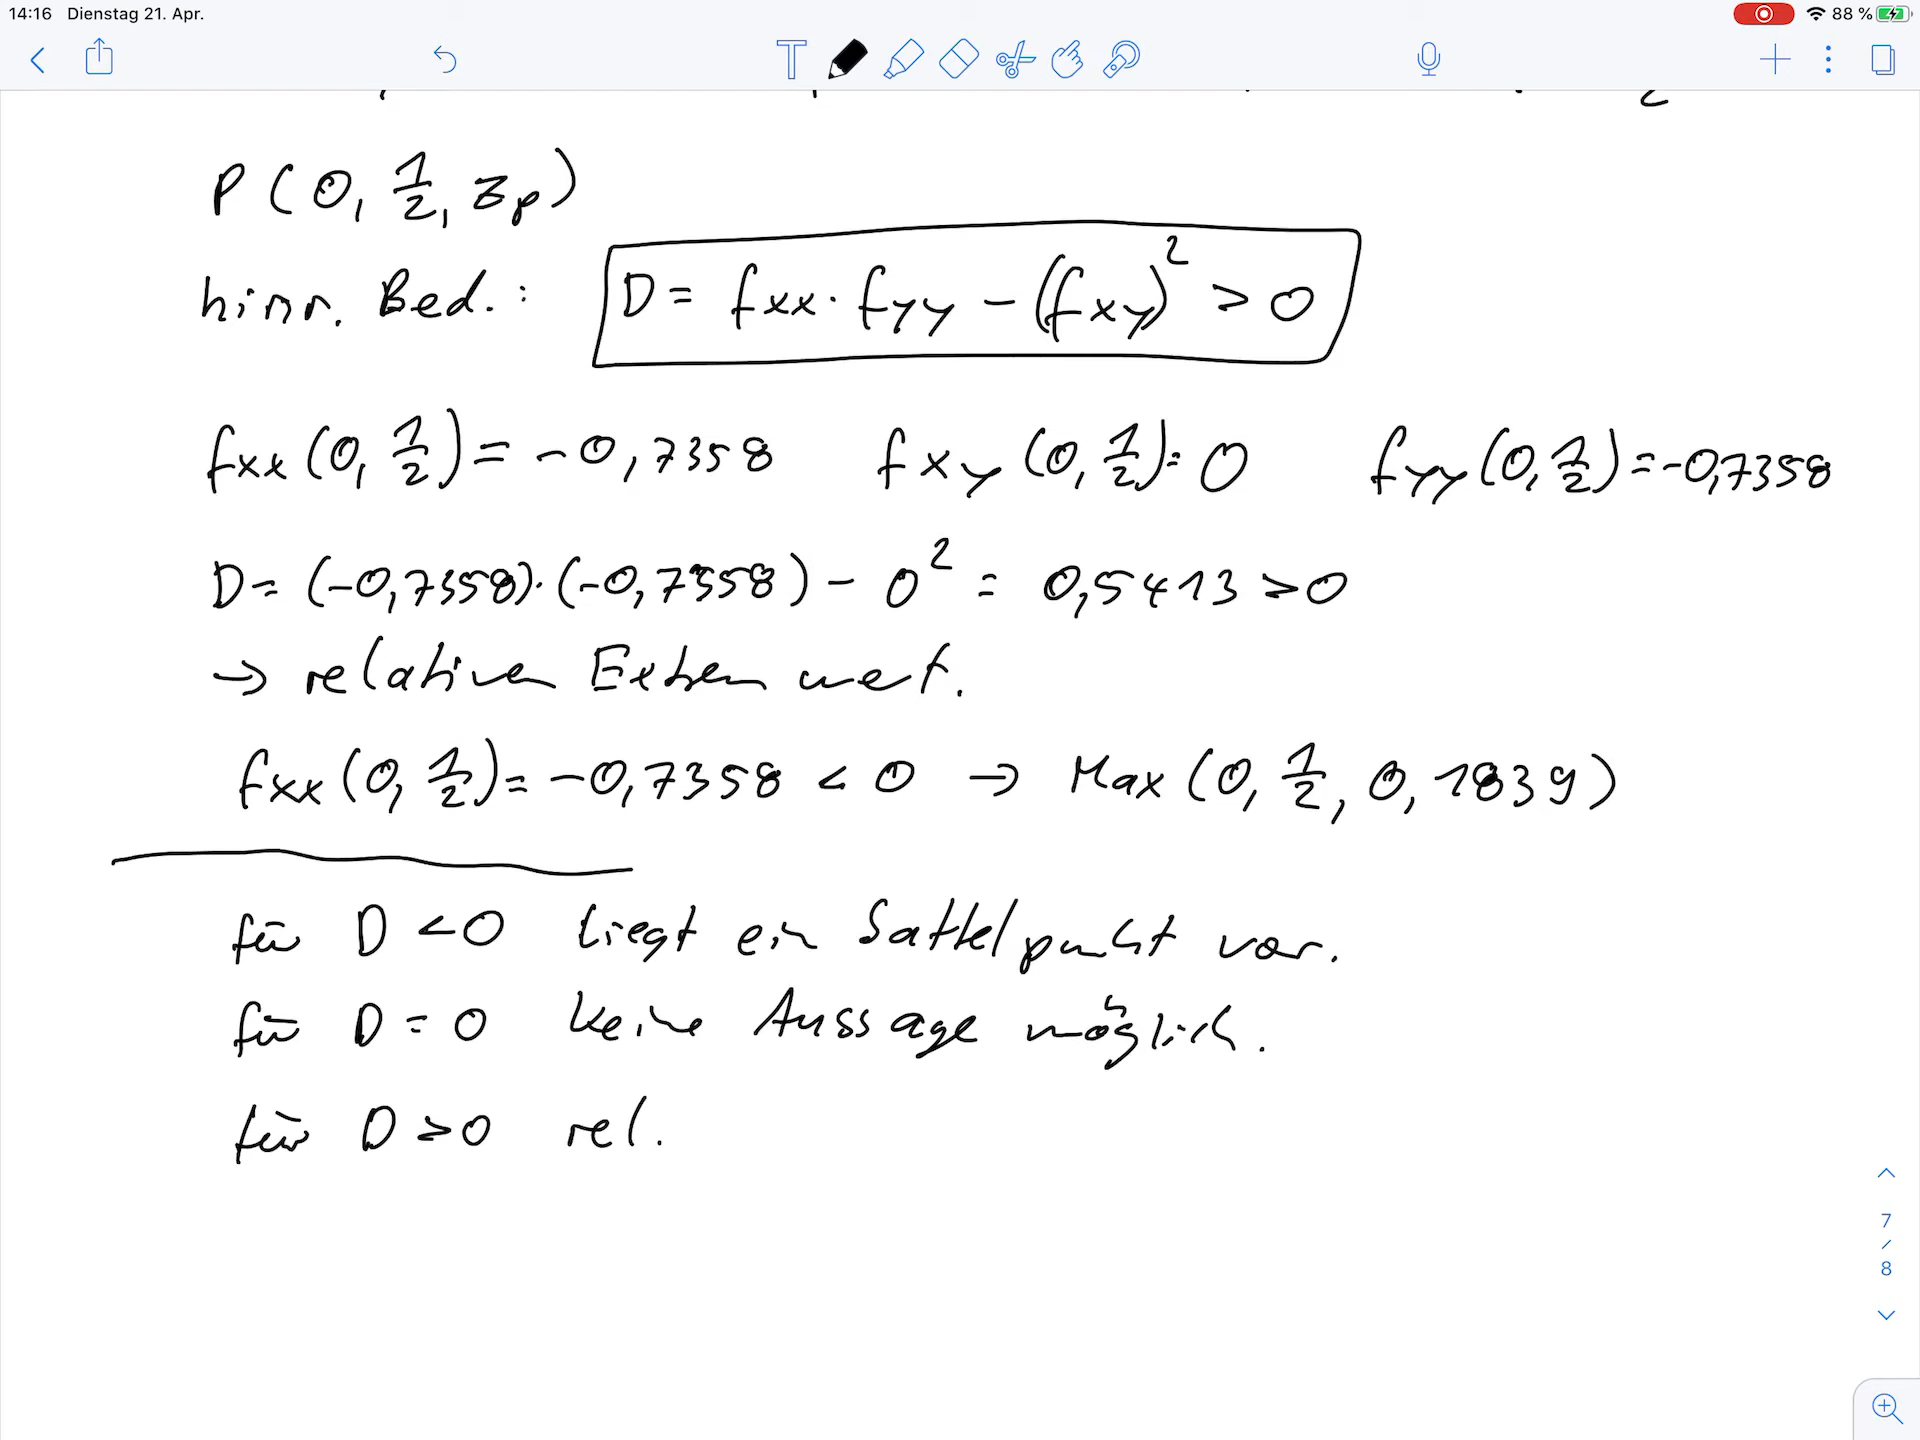 14:16 Dienstag 21. Apr. 88 %
T
P(0, 1/2, z_p)
hinr. Bed.: D = fxx · fyy − (fxy)² > 0
fxx(0, 1/2) = −0,7358 fxy(0, 1/2) = 0 fyy(0, 1/2) = −0,7358
D = (−0,7358)·(−0,7358) − 0² = 0,5413 > 0
→ relativen Extremwert.
fxx(0, 1/2) = −0,7358 < 0 → Max (0, 1/2, 0,1839)
für D < 0 liegt ein Sattelpunkt vor.
für D = 0 keine Aussage möglich.
für D > 0 rel.
7
/
8